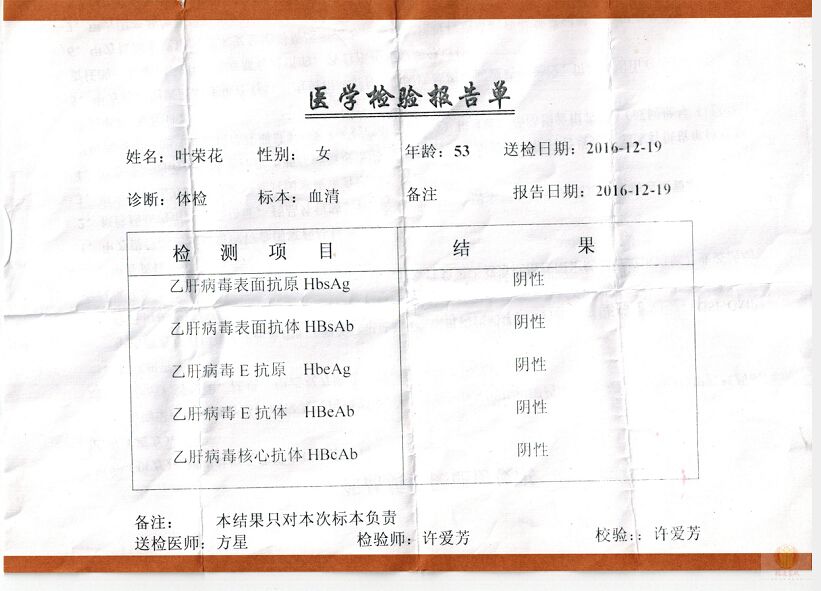 医学检验报告单
姓名：叶荣花 性别： 女 年龄：53 送检日期：2016-12-19
诊断：体检 标本：血清 备注 报告日期：2016-12-19
检 测 项 目 结 果
乙肝病毒表面抗原 HbsAg 阴性
乙肝病毒表面抗体 HBsAb 阴性
乙肝病毒 E 抗原 HbeAg 阴性
乙肝病毒 E 抗体 HBeAb 阴性
乙肝病毒核心抗体 HBcAb 阴性
备注： 本结果只对本次标本负责
送检医师：方星 检验师：许爱芳 校验：：许爱芳